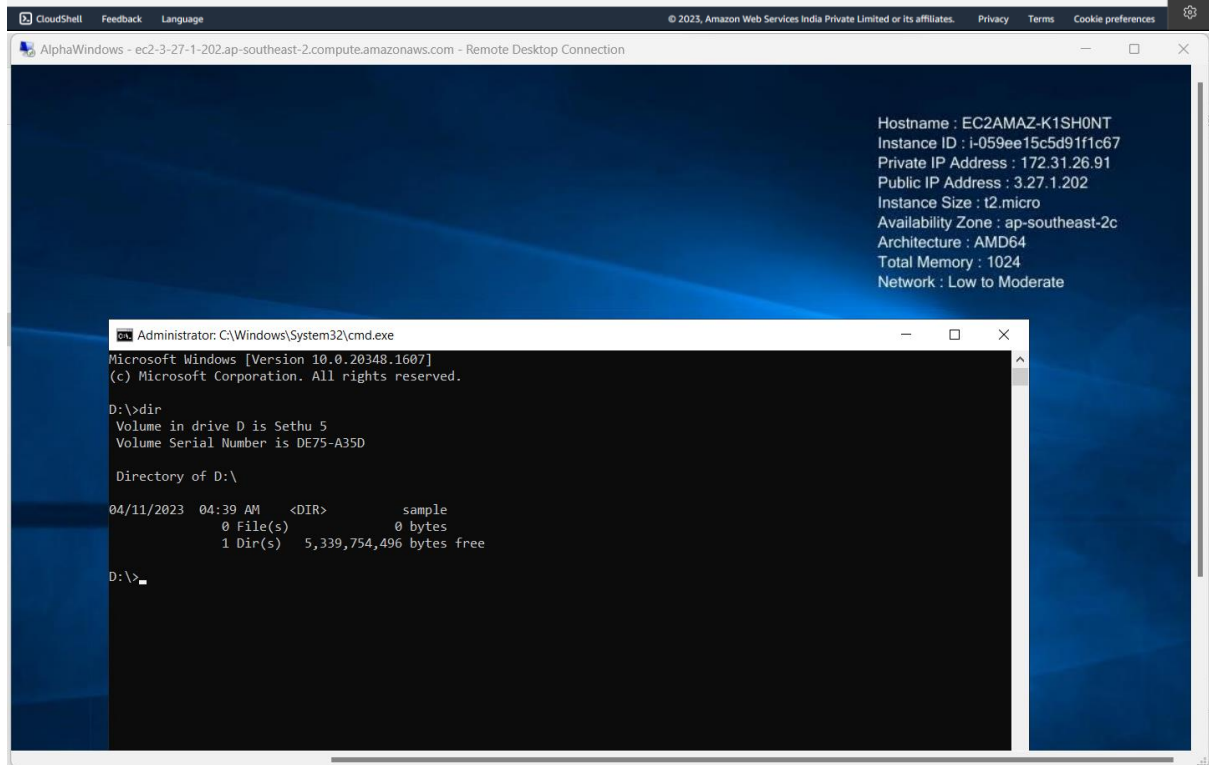 CloudShell Feedback Language © 2023, Amazon Web Services India Private Limited or its affiliates. Privacy Terms Cookie preferences
AlphaWindows - ec2-3-27-1-202.ap-southeast-2.compute.amazonaws.com - Remote Desktop Connection
Hostname : EC2AMAZ-K1SH0NT
Instance ID : i-059ee15c5d91f1c67
Private IP Address : 172.31.26.91
Public IP Address : 3.27.1.202
Instance Size : t2.micro
Availability Zone : ap-southeast-2c
Architecture : AMD64
Total Memory : 1024
Network : Low to Moderate
Administrator: C:\Windows\System32\cmd.exe
Microsoft Windows [Version 10.0.20348.1607]
(c) Microsoft Corporation. All rights reserved.
D:\>dir
Volume in drive D is Sethu 5
Volume Serial Number is DE75-A35D
Directory of D:\
04/11/2023 04:39 AM <DIR> sample
0 File(s) 0 bytes
1 Dir(s) 5,339,754,496 bytes free
D:\>